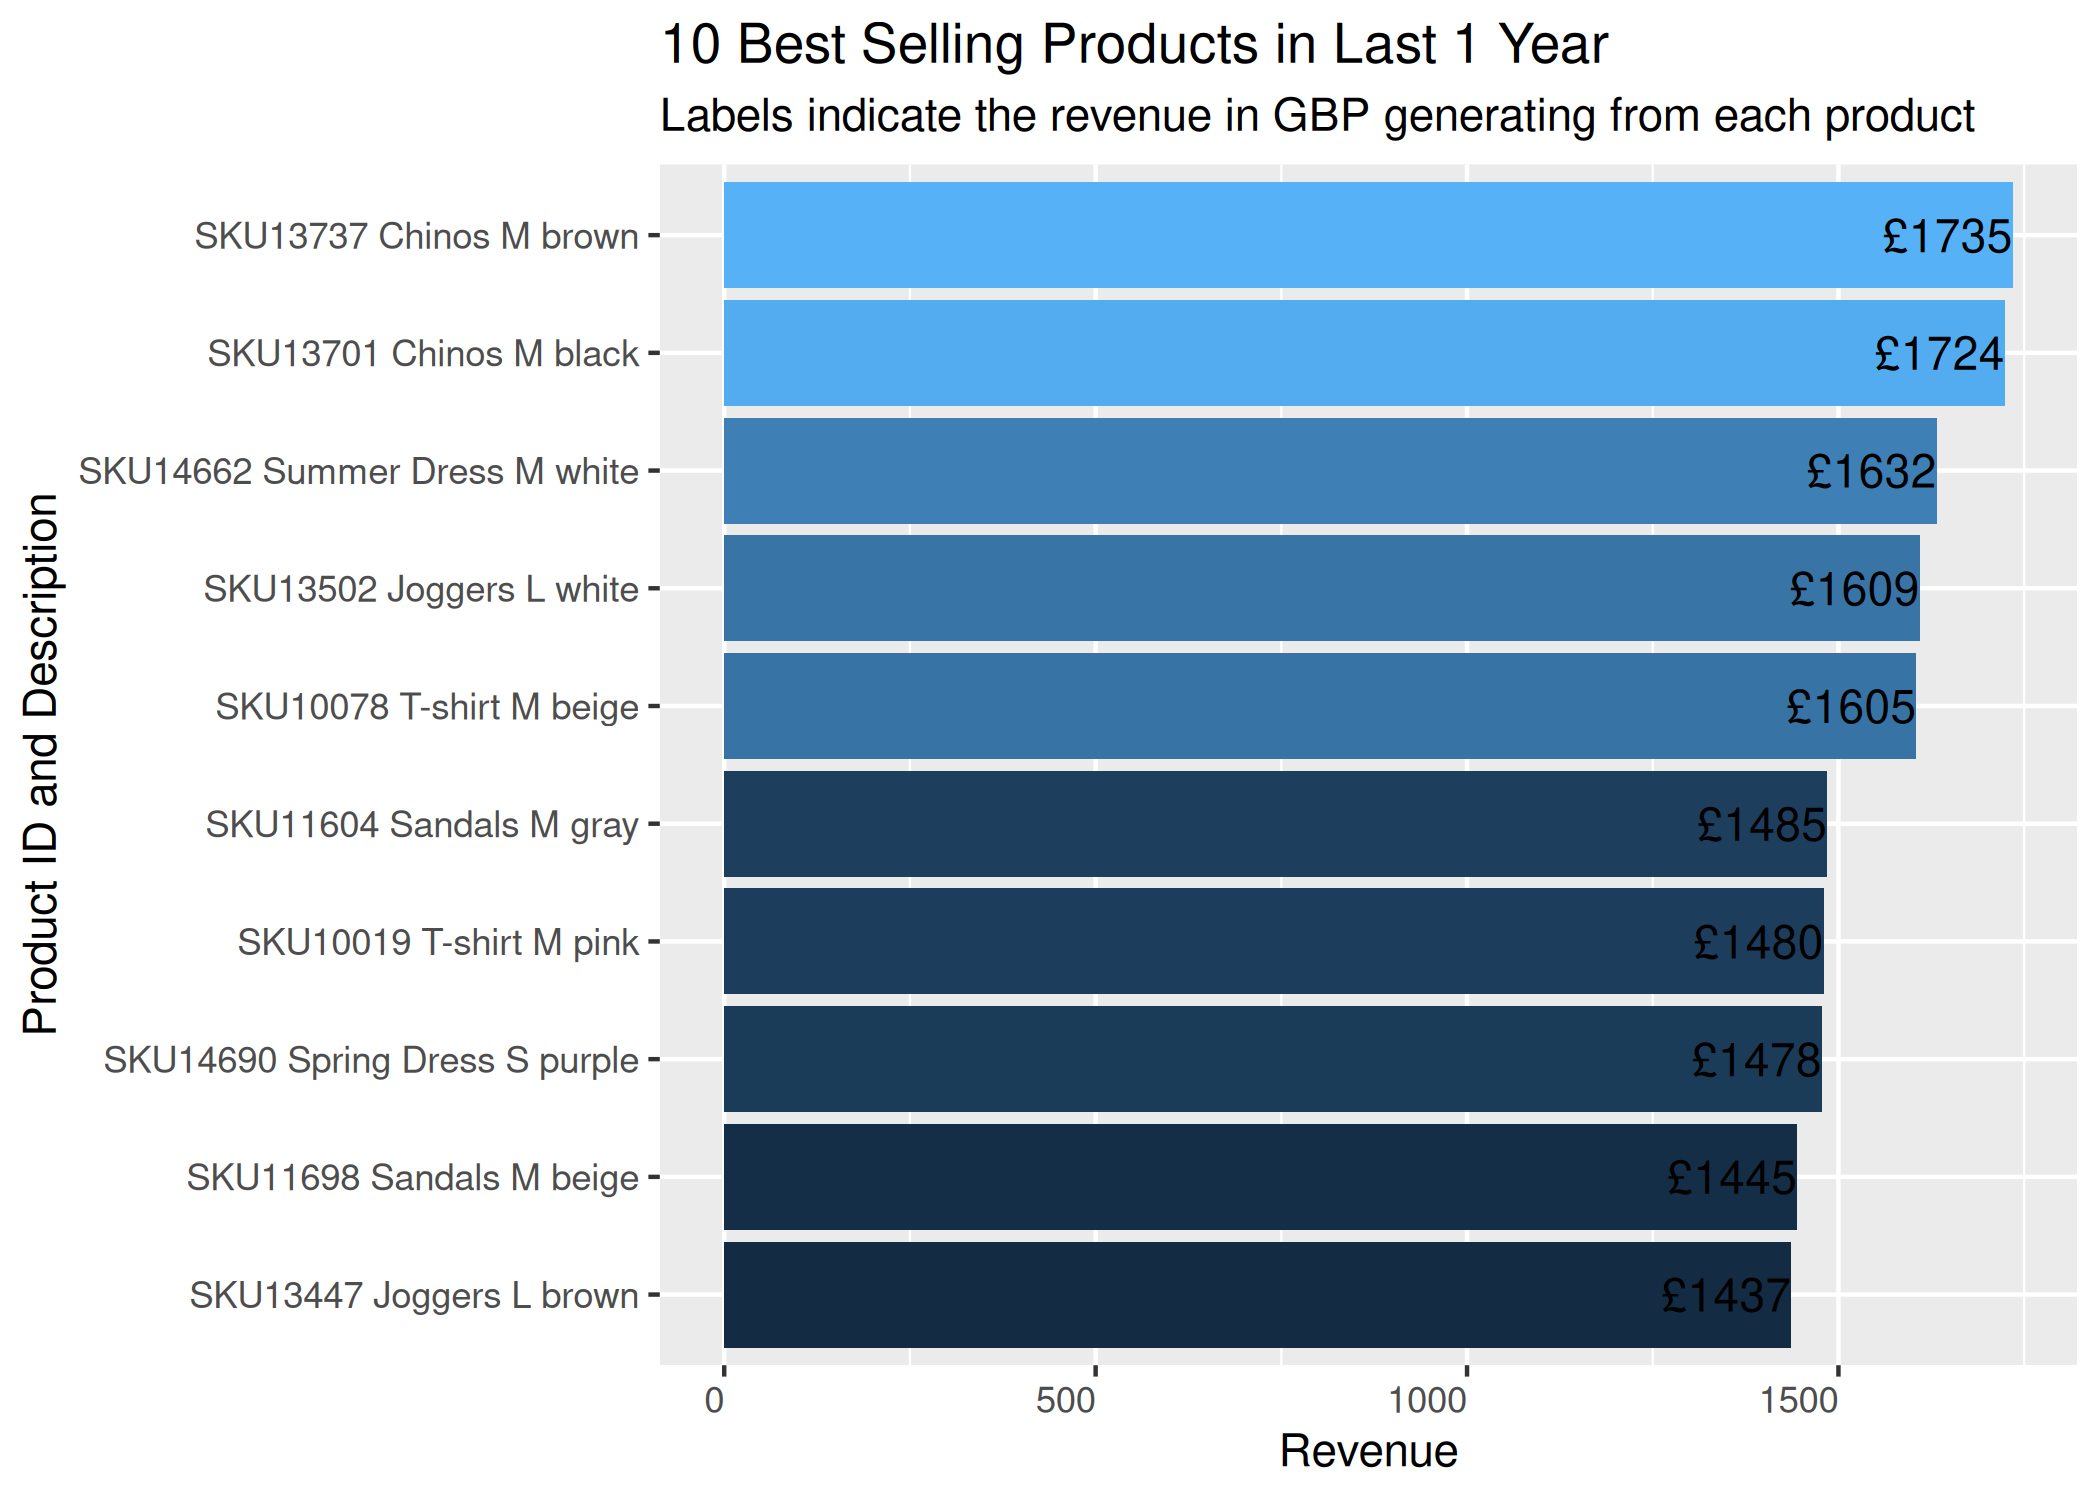 10 Best Selling Products in Last 1 Year
Labels indicate the revenue in GBP generating from each product
Product ID and Description
SKU13737 Chinos M brown £1735
SKU13701 Chinos M black £1724
SKU14662 Summer Dress M white £1632
SKU13502 Joggers L white £1609
SKU10078 T-shirt M beige £1605
SKU11604 Sandals M gray £1485
SKU10019 T-shirt M pink £1480
SKU14690 Spring Dress S purple £1478
SKU11698 Sandals M beige £1445
SKU13447 Joggers L brown £1437
0 500 1000 1500
Revenue